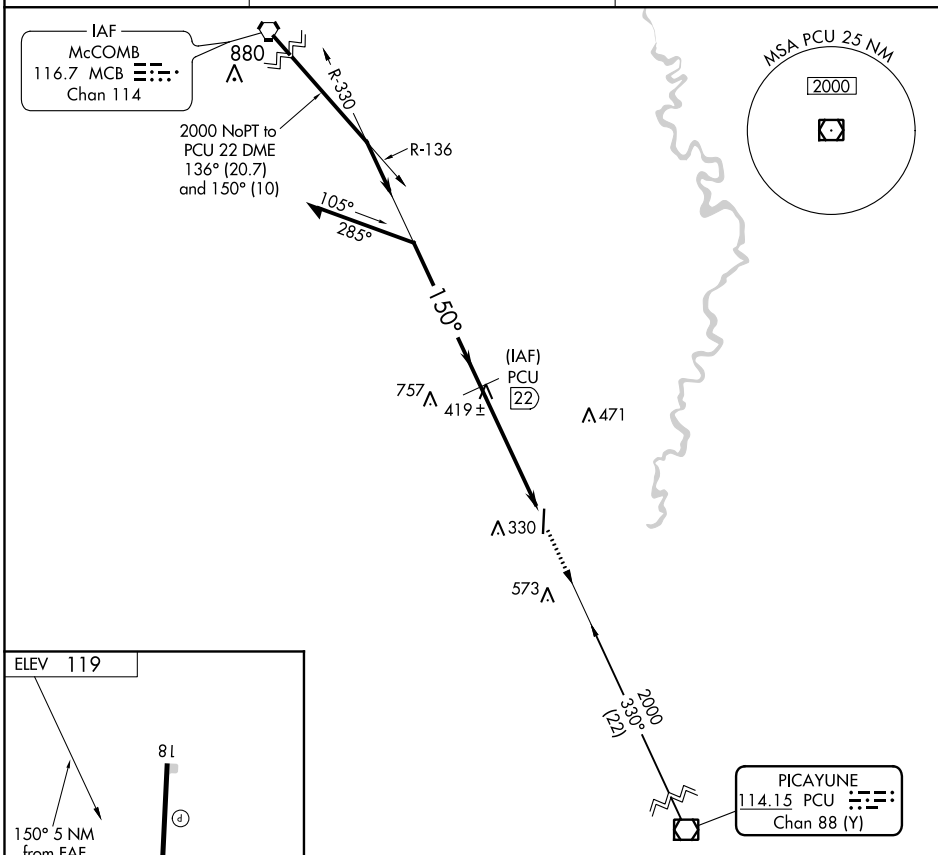 IAF
McCOMB
116.7 MCB
Chan 114
880
R-330
2000 NoPT to
PCU 22 DME
136° (20.7)
and 150° (10)
R-136
MSA PCU 25 NM
2000
105°
285°
150°
(IAF)
PCU
22
757
419 ±
471
330
573
2000
330°
(22)
PICAYUNE
114.15 PCU
Chan 88 (Y)
ELEV 119
18
P
150° 5 NM
from FAF